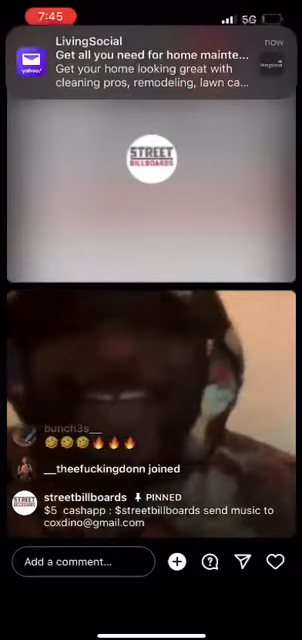 7:45
5G
LivingSocial
now
Get all you need for home mainte...
Get your home looking great with
cleaning pros, remodeling, lawn ca...
yahoo!
STREET
BILLBOARDS
bunch3s__
__theefuckingdonn joined
streetbillboards PINNED
$5 cashapp : $streetbillboards send music to
coxdino@gmail.com
Add a comment...